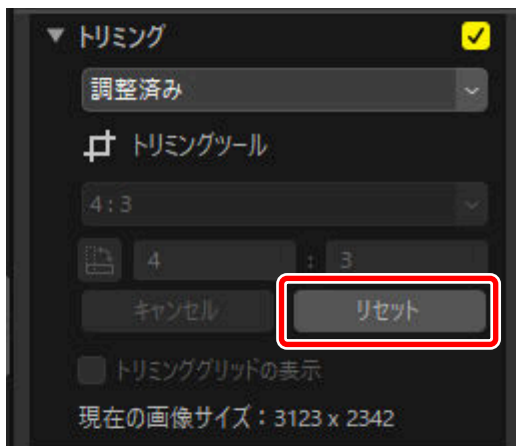 トリミング
調整済み
トリミングツール
4:3
4 : 3
キャンセル リセット
トリミンググリッドの表示
現在の画像サイズ：3123 x 2342